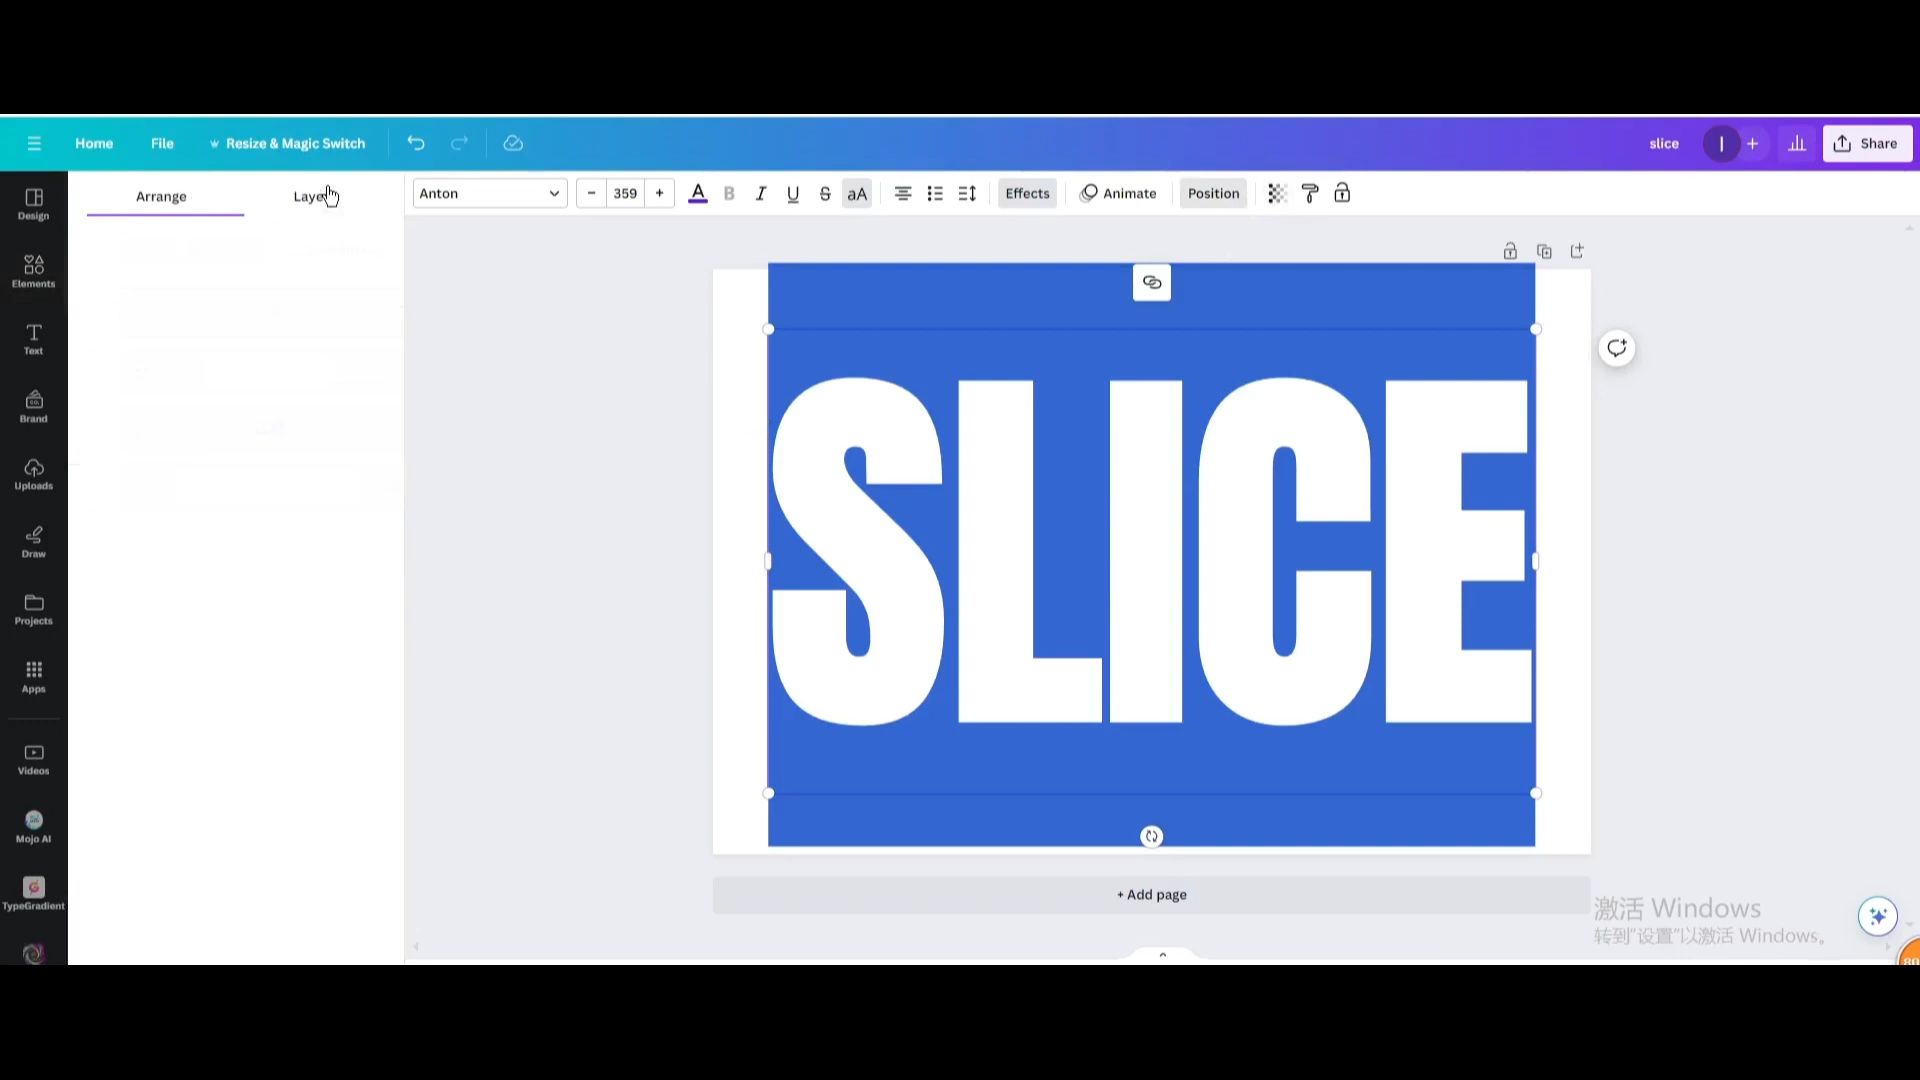 Home File Resize & Magic Switch slice I + Share
Arrange Layers
Anton - 359 + A B I U S aA Effects Animate Position
Design
Elements
Text
Brand
Uploads
Draw
Projects
Apps
Videos
Mojo AI
TypeGradient
SLICE
+ Add page
激活 Windows
转到"设置"以激活 Windows。
80